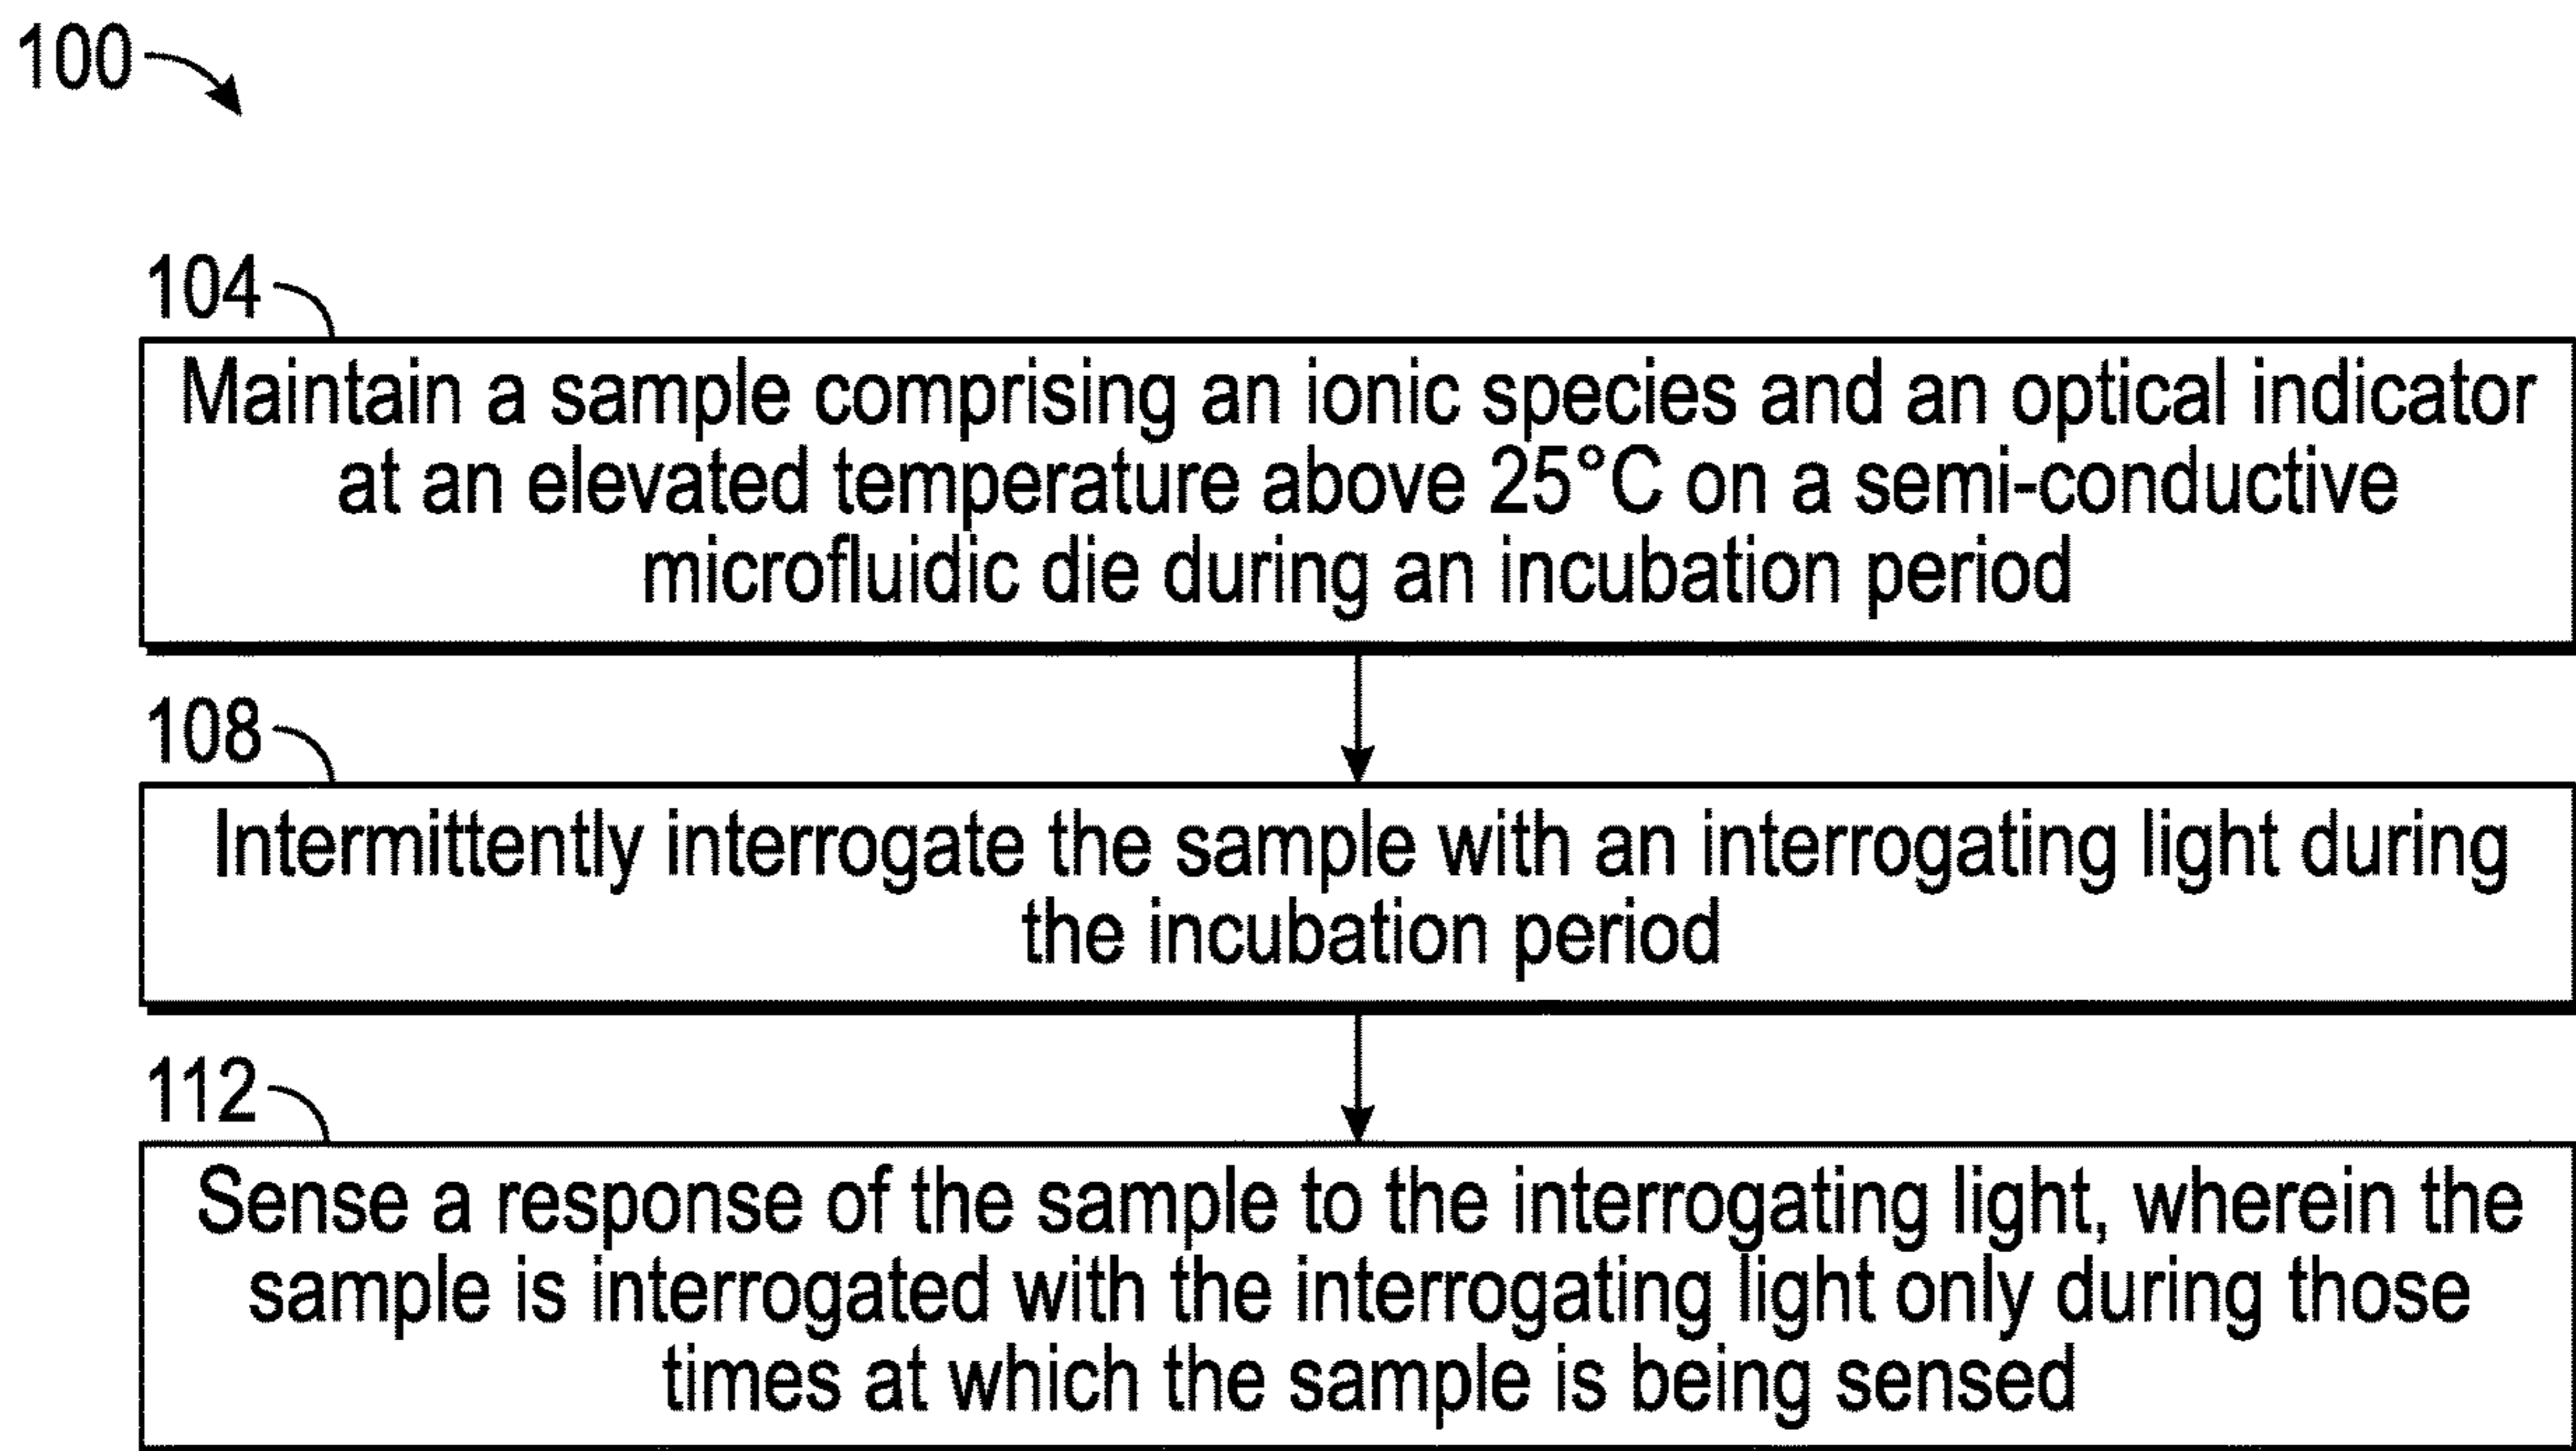 100
104
Maintain a sample comprising an ionic species and an optical indicator
at an elevated temperature above 25°C on a semi-conductive
microfluidic die during an incubation period
108
Intermittently interrogate the sample with an interrogating light during
the incubation period
112
Sense a response of the sample to the interrogating light, wherein the
sample is interrogated with the interrogating light only during those
times at which the sample is being sensed